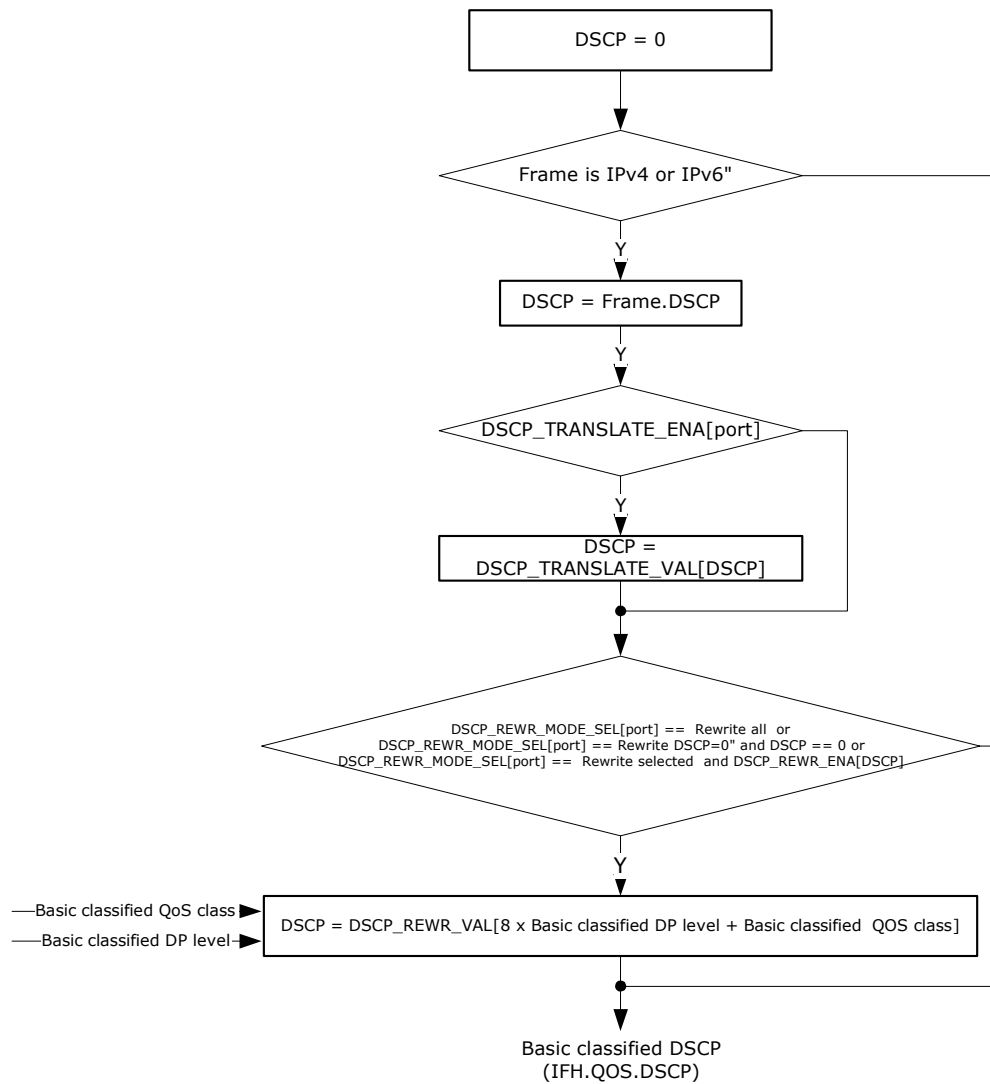 DSCP = 0
Frame is IPv4 or IPv6"
Y
DSCP = Frame.DSCP
Y
DSCP_TRANSLATE_ENA[port]
Y
DSCP =
DSCP_TRANSLATE_VAL[DSCP]
DSCP_REWR_MODE_SEL[port] == Rewrite all or
DSCP_REWR_MODE_SEL[port] == Rewrite DSCP=0" and DSCP == 0 or
DSCP_REWR_MODE_SEL[port] == Rewrite selected and DSCP_REWR_ENA[DSCP]
Y
Basic classified QoS class
Basic classified DP level
DSCP = DSCP_REWR_VAL[8 x Basic classified DP level + Basic classified QOS class]
Basic classified DSCP
(IFH.QOS.DSCP)